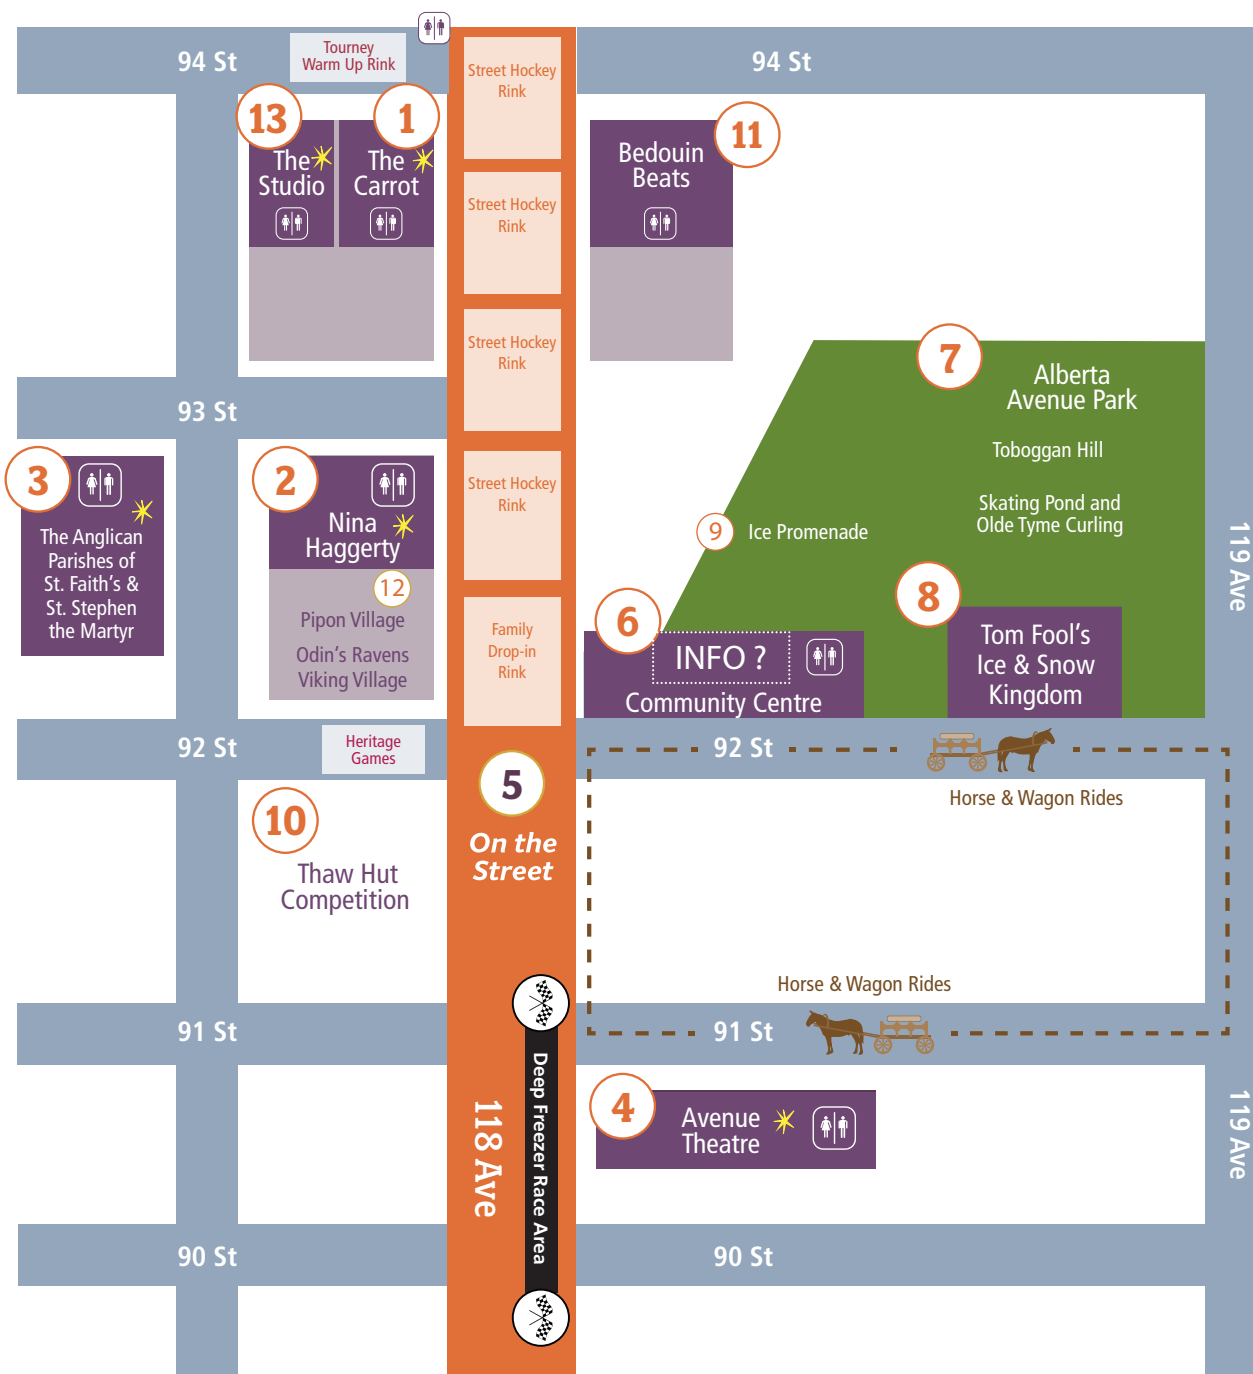 94 St
Tourney
Warm Up Rink
94 St
Street Hockey
Rink
13
1
11
The
Studio
The
Carrot
Bedouin
Beats
Street Hockey
Rink
Street Hockey
Rink
7
Alberta
Avenue Park
93 St
Toboggan Hill
3
2
Street Hockey
Rink
Skating Pond and
Olde Tyme Curling
Nina
Haggerty
9
Ice Promenade
The Anglican
Parishes of
St. Faith's &
St. Stephen
the Martyr
119 Ave
12
Pipon Village
Odin's Ravens
Viking Village
Family
Drop-in
Rink
6
INFO ?
Community Centre
8
Tom Fool's
Ice & Snow
Kingdom
92 St
Heritage
Games
92 St
5
On the
Street
Horse & Wagon Rides
10
Thaw Hut
Competition
Horse & Wagon Rides
91 St
91 St
Deep Freezer Race Area
118 Ave
4
Avenue
Theatre
119 Ave
90 St
90 St